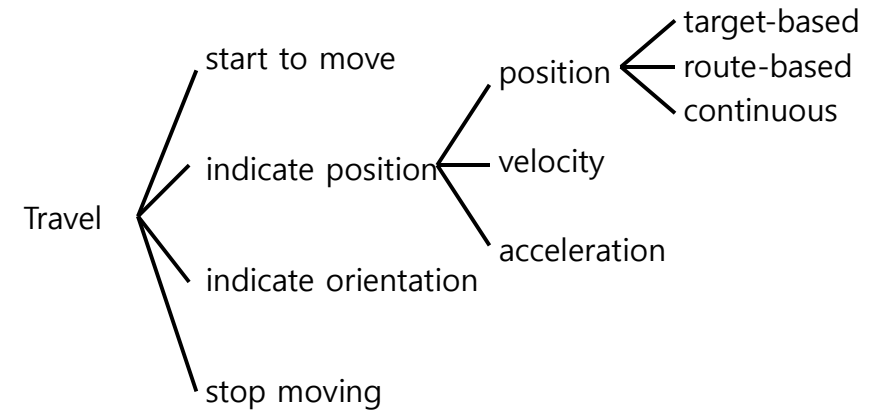 Travel
start to move
indicate position
indicate orientation
stop moving
position
velocity
acceleration
target-based
route-based
continuous